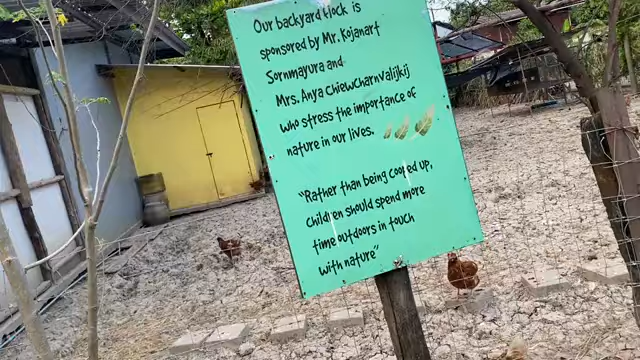 Our backyard flock is
sponsored by Mr. Kojanart
Sornmayura and
Mrs. Anya Chiewcharnvalijkij
who stress the importance of
nature in our lives.
"Rather than being cooped up,
children should spend more
time outdoors in touch
with nature"